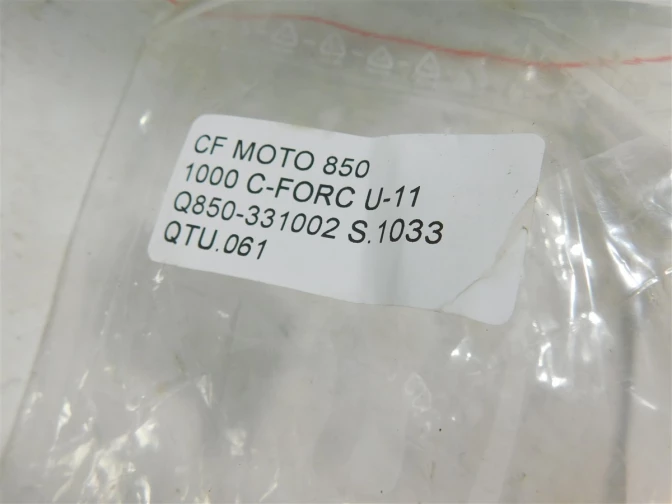 CF MOTO 850
1000 C-FORC U-11
Q850-331002 S.1033
QTU.061